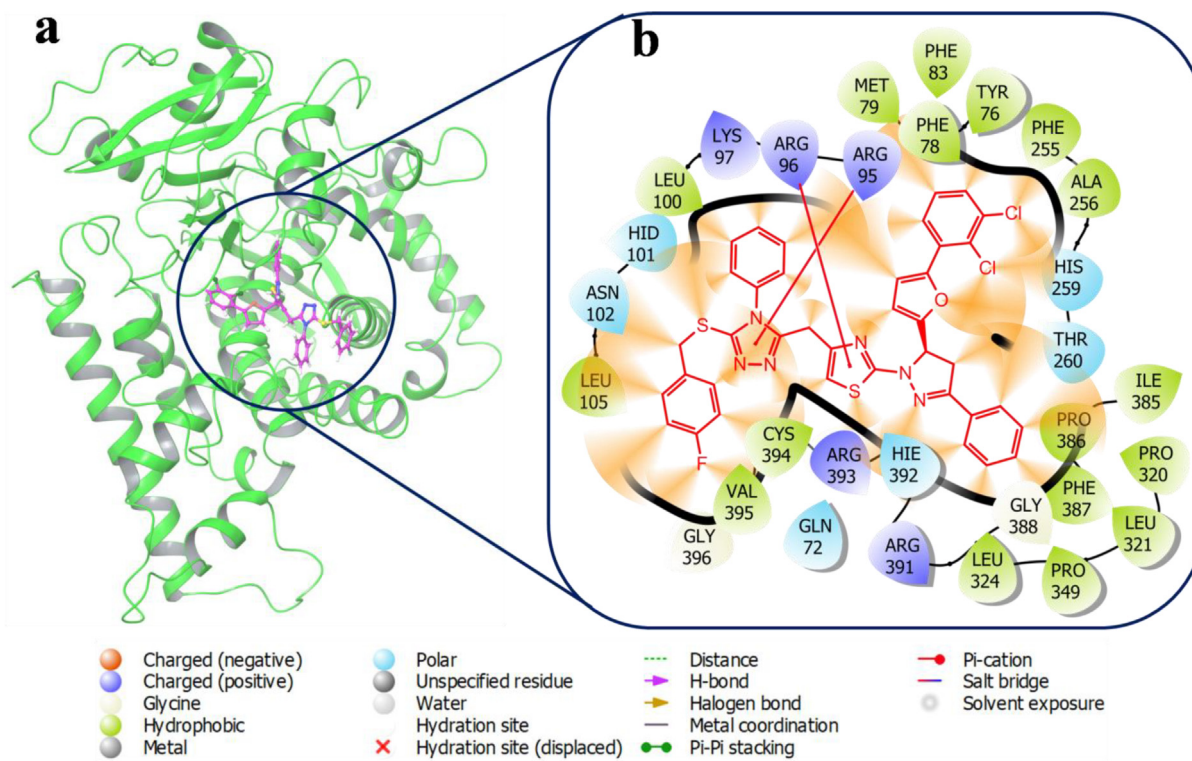 a
b
PHE
83
MET
79
TYR
76
PHE
78
LYS
97
ARG
96
ARG
95
PHE
255
LEU
100
ALA
256
HID
101
HIS
259
ASN
102
THR
260
LEU
105
ILE
385
PRO
386
CYS
394
ARG
393
HIE
392
PRO
320
VAL
395
PHE
387
GLY
388
LEU
321
GLY
396
GLN
72
ARG
391
LEU
324
PRO
349
Cl
Cl
O
N
S
N
N
N
S
N
N
F
Charged (negative)
Charged (positive)
Glycine
Hydrophobic
Metal
Polar
Unspecified residue
Water
Hydration site
Hydration site (displaced)
Distance
H-bond
Halogen bond
Metal coordination
Pi-Pi stacking
Pi-cation
Salt bridge
Solvent exposure